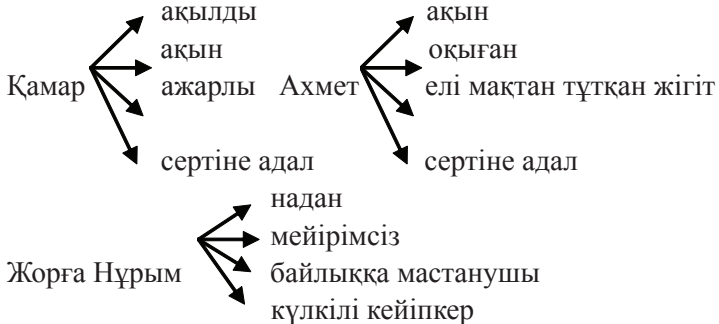 ақылды ақын
ақын оқыған
Қамар ажарлы Ахмет елі мақтан тұтқан жігіт
сертіне адал сертіне адал
надан
мейірімсіз
Жорға Нұрым байлыққа мастанушы
күлкілі кейіпкер